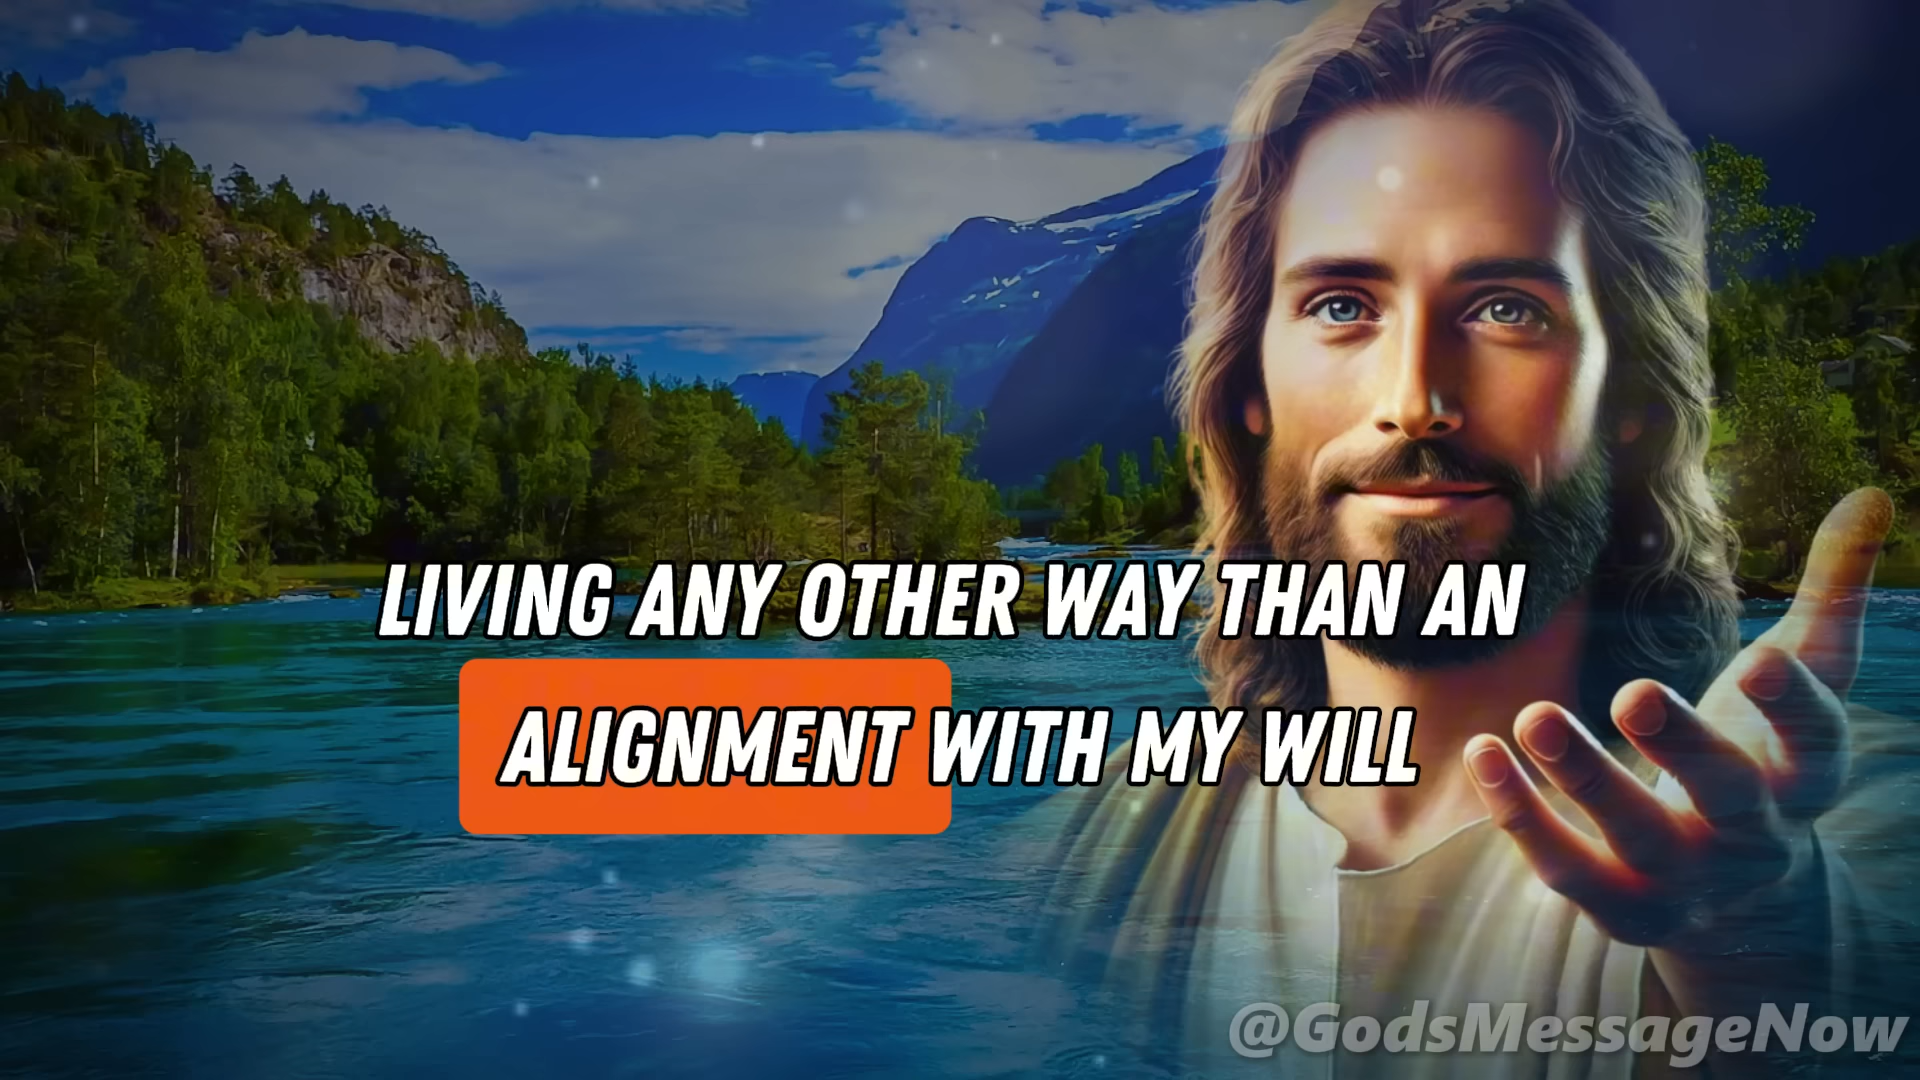 LIVING ANY OTHER WAY THAN AN
ALIGNMENT WITH MY WILL
@GodsMessageNow